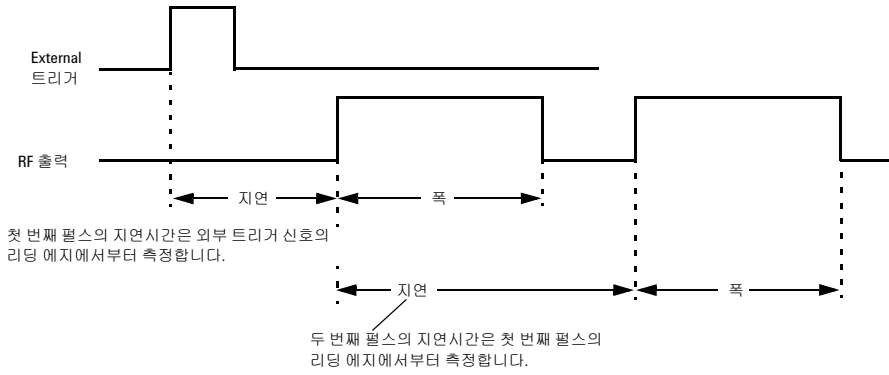 External
트리거
RF 출력
지연
폭
첫 번째 펄스의 지연시간은 외부 트리거 신호의
리딩 에지에서부터 측정합니다.
지연
폭
두 번째 펄스의 지연시간은 첫 번째 펄스의
리딩 에지에서부터 측정합니다.